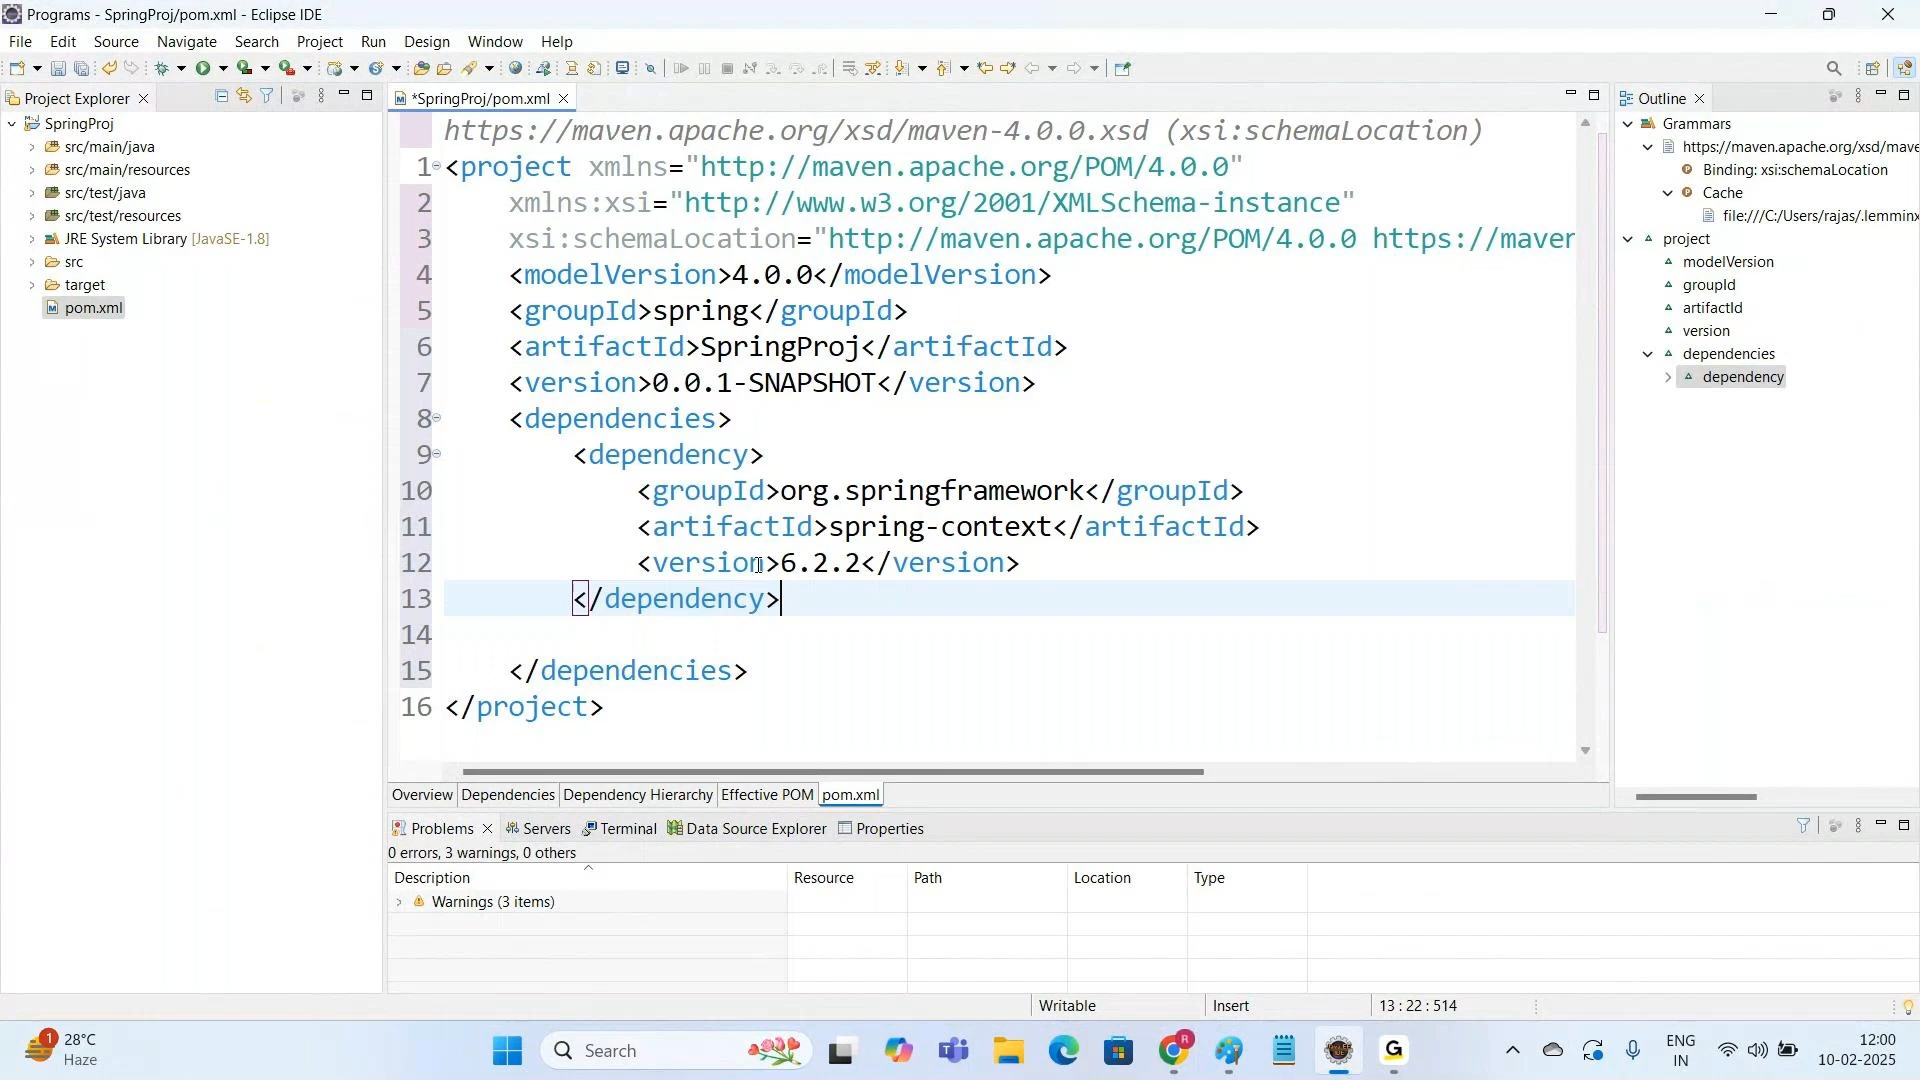 Programs - SpringProj/pom.xml - Eclipse IDE
File Edit Source Navigate Search Project Run Design Window Help
Project Explorer
SpringProj
src/main/java
src/main/resources
src/test/java
src/test/resources
JRE System Library [JavaSE-1.8]
src
target
pom.xml
*SpringProj/pom.xml
https://maven.apache.org/xsd/maven-4.0.0.xsd (xsi:schemaLocation)
1 <project xmlns="http://maven.apache.org/POM/4.0.0"
2 xmlns:xsi="http://www.w3.org/2001/XMLSchema-instance"
3 xsi:schemaLocation="http://maven.apache.org/POM/4.0.0 https://maven
4 <modelVersion>4.0.0</modelVersion>
5 <groupId>spring</groupId>
6 <artifactId>SpringProj</artifactId>
7 <version>0.0.1-SNAPSHOT</version>
8 <dependencies>
9 <dependency>
10 <groupId>org.springframework</groupId>
11 <artifactId>spring-context</artifactId>
12 <version>6.2.2</version>
13 </dependency>
14
15 </dependencies>
16 </project>
Overview Dependencies Dependency Hierarchy Effective POM pom.xml
Outline
Grammars
https://maven.apache.org/xsd/mave
Binding: xsi:schemaLocation
Cache
file:///C:/Users/rajas/.lemminx
project
modelVersion
groupId
artifactId
version
dependencies
dependency
Problems Servers Terminal Data Source Explorer Properties
0 errors, 3 warnings, 0 others
Description Resource Path Location Type
Warnings (3 items)
Writable Insert 13 : 22 : 514
1
28°C
Haze
Search
R
G
ENG
IN
12:00
10-02-2025